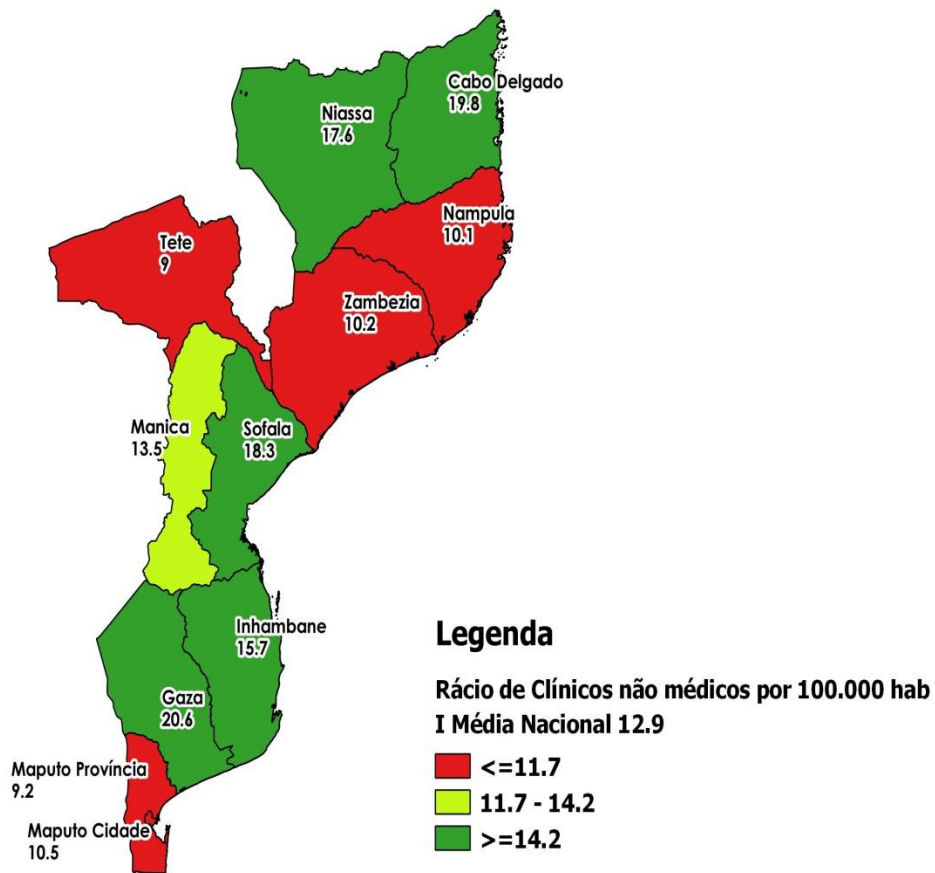 Cabo Delgado
19.8
Niassa
17.6
Nampula
10.1
Tete
9
Zambezia
10.2
Manica
13.5
Sofala
18.3
Inhambane
15.7
Gaza
20.6
Maputo Província
9.2
Maputo Cidade
10.5
Legenda
Rácio de Clínicos não médicos por 100.000 hab
I Média Nacional 12.9
<=11.7
11.7 - 14.2
>=14.2